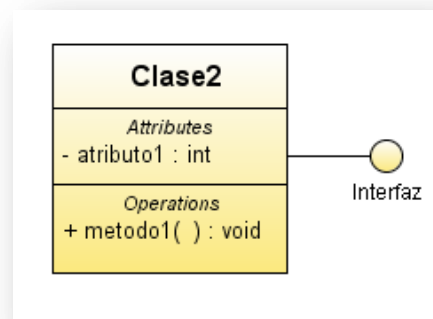 Clase2
Attributes
- atributo1 : int
Operations
+ metodo1( ) : void
Interfaz